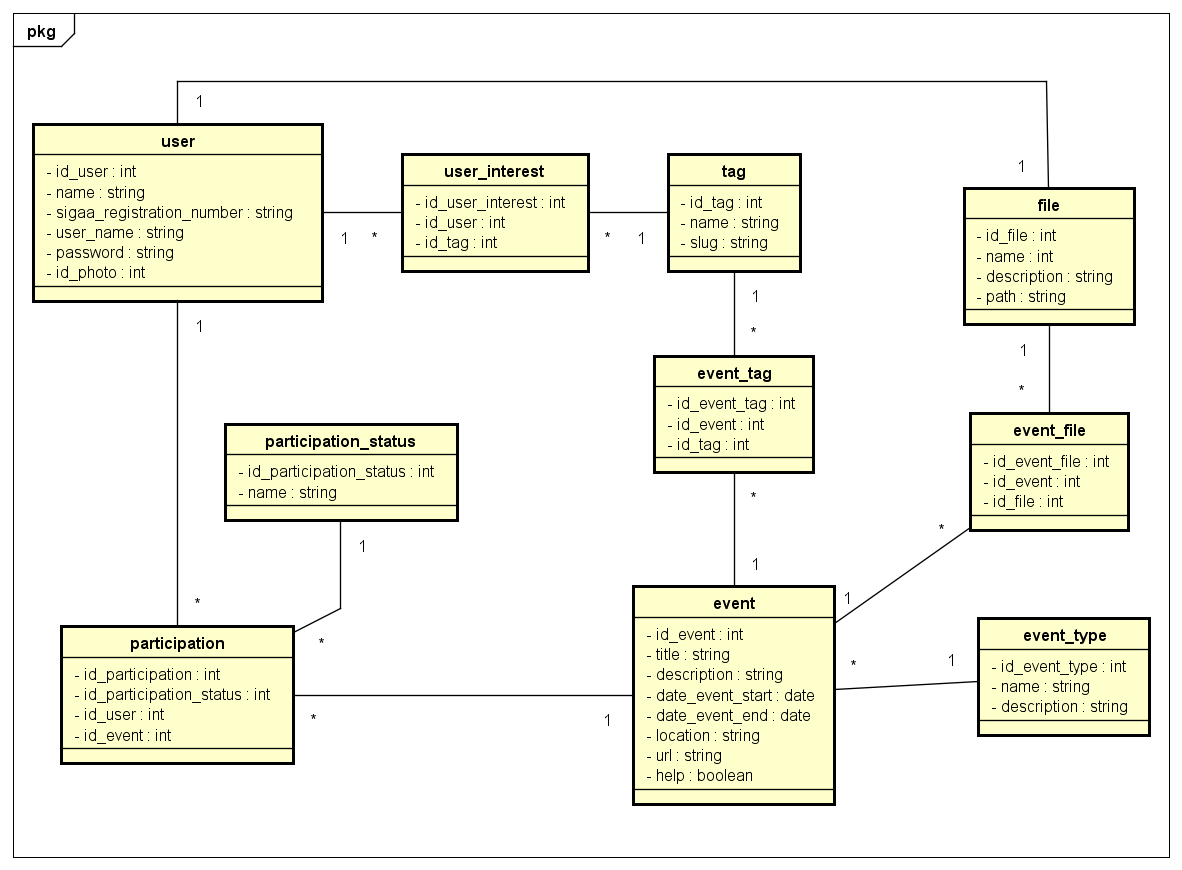 pkg
1
user
- id_user : int
- name : string
- sigaa_registration_number : string
- user_name : string
- password : string
- id_photo : int
1 *
user_interest
- id_user_interest : int
- id_user : int
- id_tag : int
* 1
tag
- id_tag : int
- name : string
- slug : string
1
file
- id_file : int
- name : int
- description : string
- path : string
1
*
1
*
event_tag
- id_event_tag : int
- id_event : int
- id_tag : int
*
1
event_file
- id_event_file : int
- id_event : int
- id_file : int
*
1
1
*
participation_status
- id_participation_status : int
- name : string
1
*
participation
- id_participation : int
- id_participation_status : int
- id_user : int
- id_event : int
* 1
event
- id_event : int
- title : string
- description : string
- date_event_start : date
- date_event_end : date
- location : string
- url : string
- help : boolean
* 1
event_type
- id_event_type : int
- name : string
- description : string